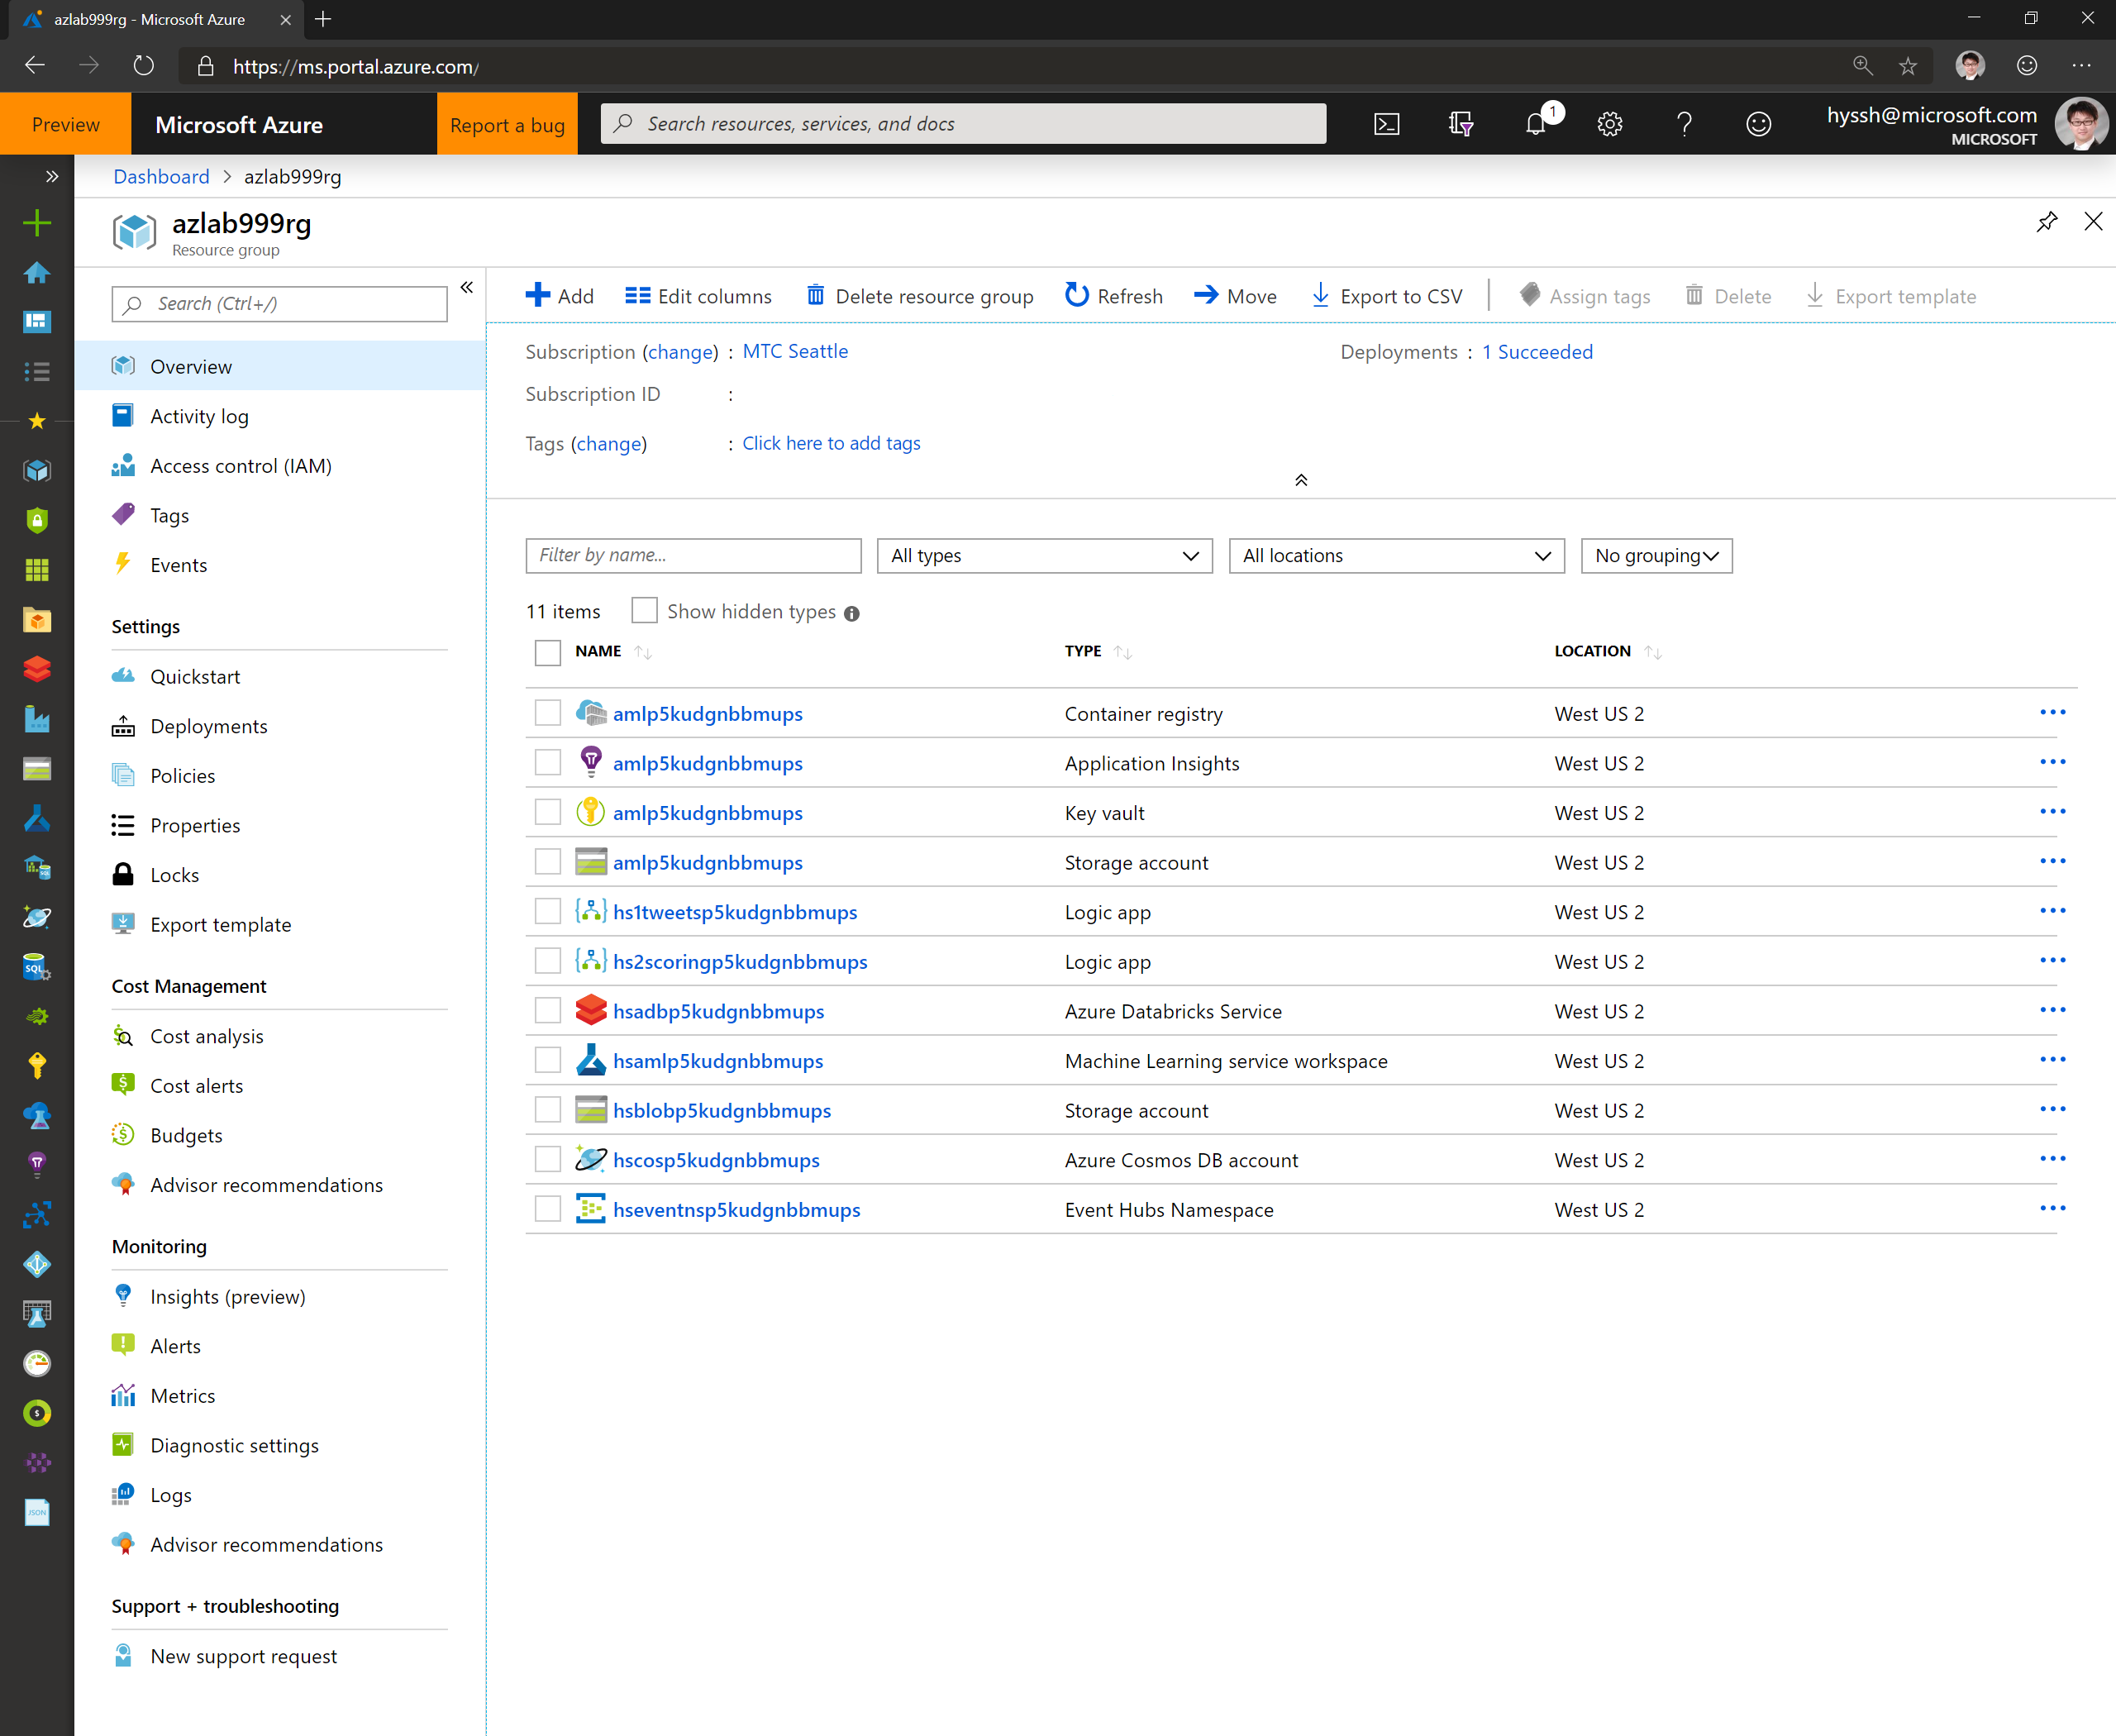 azlab999rg - Microsoft Azure
https://ms.portal.azure.com/
Preview
Microsoft Azure
Report a bug
Search resources, services, and docs
1
hyssh@microsoft.com
MICROSOFT
Dashboard > azlab999rg
azlab999rg
Resource group
Search (Ctrl+/)
Overview
Activity log
Access control (IAM)
Tags
Events
Settings
Quickstart
Deployments
Policies
Properties
Locks
Export template
Cost Management
Cost analysis
Cost alerts
Budgets
Advisor recommendations
Monitoring
Insights (preview)
Alerts
Metrics
Diagnostic settings
Logs
Advisor recommendations
Support + troubleshooting
New support request
Add Edit columns Delete resource group Refresh Move Export to CSV Assign tags Delete Export template
Subscription (change) : MTC Seattle
Deployments : 1 Succeeded
Subscription ID :
Tags (change) : Click here to add tags
Filter by name... All types All locations No grouping
11 items Show hidden types
NAME TYPE LOCATION
amlp5kudgnbbmups Container registry West US 2
amlp5kudgnbbmups Application Insights West US 2
amlp5kudgnbbmups Key vault West US 2
amlp5kudgnbbmups Storage account West US 2
hs1tweetsp5kudgnbbmups Logic app West US 2
hs2scoringp5kudgnbbmups Logic app West US 2
hsadbp5kudgnbbmups Azure Databricks Service West US 2
hsamlp5kudgnbbmups Machine Learning service workspace West US 2
hsblobp5kudgnbbmups Storage account West US 2
hscosp5kudgnbbmups Azure Cosmos DB account West US 2
hseventnsp5kudgnbbmups Event Hubs Namespace West US 2
SQL
JSON